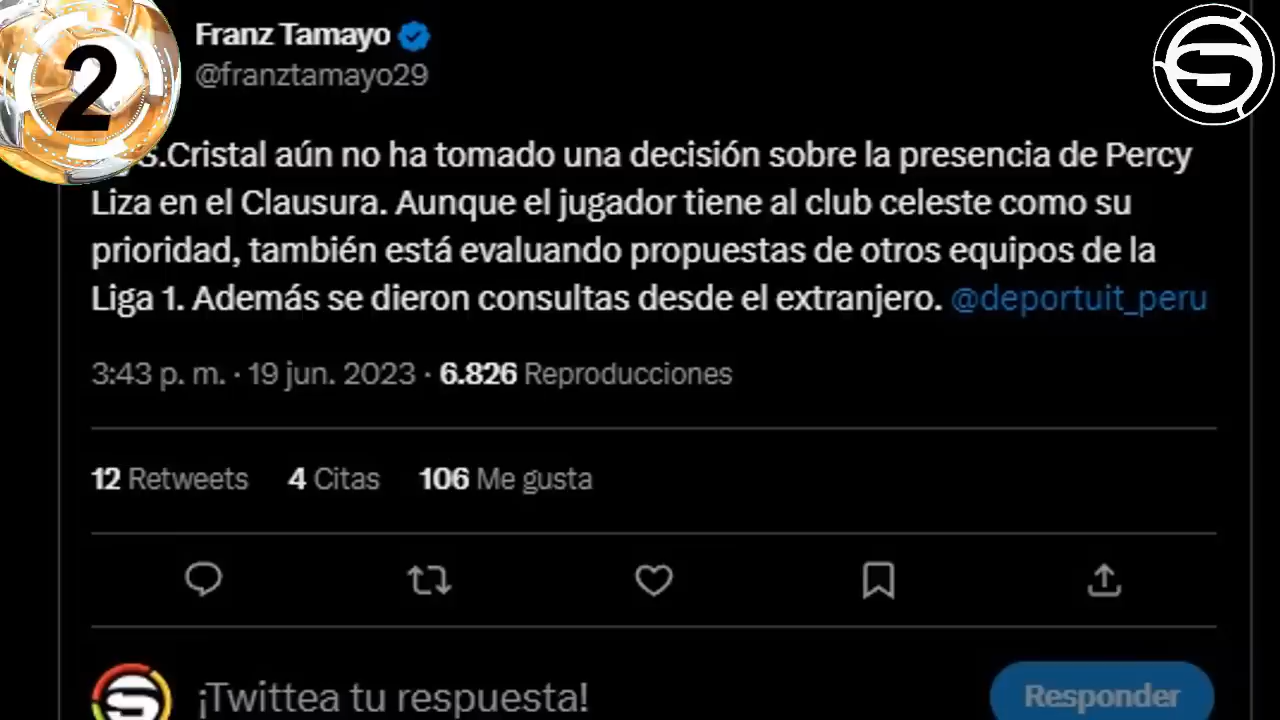 2
Franz Tamayo
@franztamayo29
S.Cristal aún no ha tomado una decisión sobre la presencia de Percy
Liza en el Clausura. Aunque el jugador tiene al club celeste como su
prioridad, también está evaluando propuestas de otros equipos de la
Liga 1. Además se dieron consultas desde el extranjero. @deportuit_peru
3:43 p. m. · 19 jun. 2023 · 6.826 Reproducciones
12 Retweets 4 Citas 106 Me gusta
¡Twittea tu respuesta!
Responder